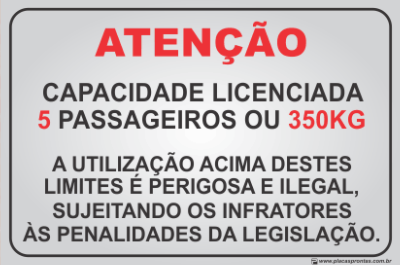 ATENÇÃO
CAPACIDADE LICENCIADA
5 PASSAGEIROS OU 350KG
A UTILIZAÇÃO ACIMA DESTES
LIMITES É PERIGOSA E ILEGAL,
SUJEITANDO OS INFRATORES
ÀS PENALIDADES DA LEGISLAÇÃO.
www.placasprontas.com.br